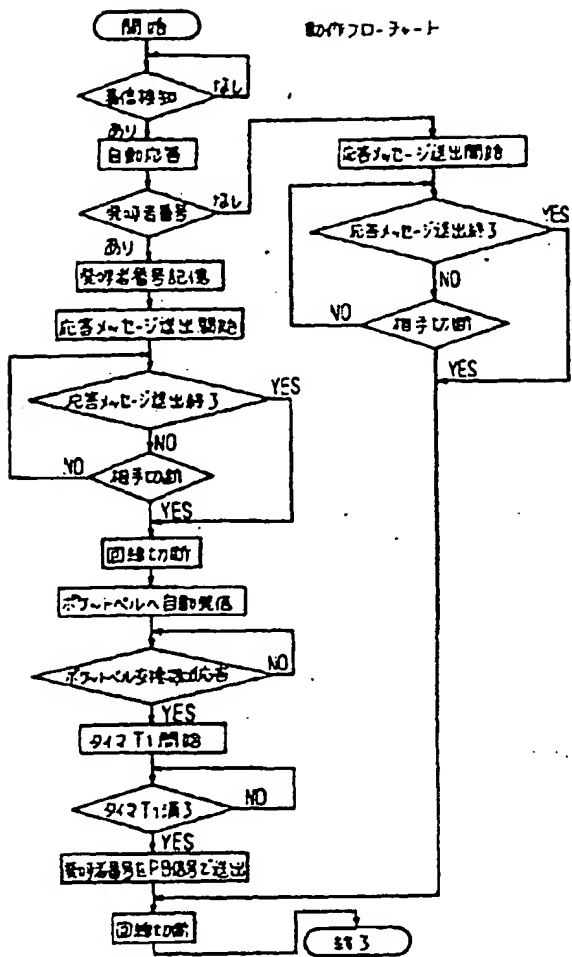 動作フローチャート
開始
着信検知
なし
あり
自動応答
発呼者番号
なし
あり
発呼者番号記憶
応答メッセージ送出開始
応答メッセージ送出終了
YES
NO
相手切断
NO
YES
回線切断
ポケットベルへ自動発信
ポケットベル交換機の応答
NO
YES
タイマT1開始
タイマT1満了
NO
YES
発呼者番号をPB信号で送出
回線切断
終了
応答メッセージ送出開始
応答メッセージ送出終了
YES
NO
相手切断
NO
YES